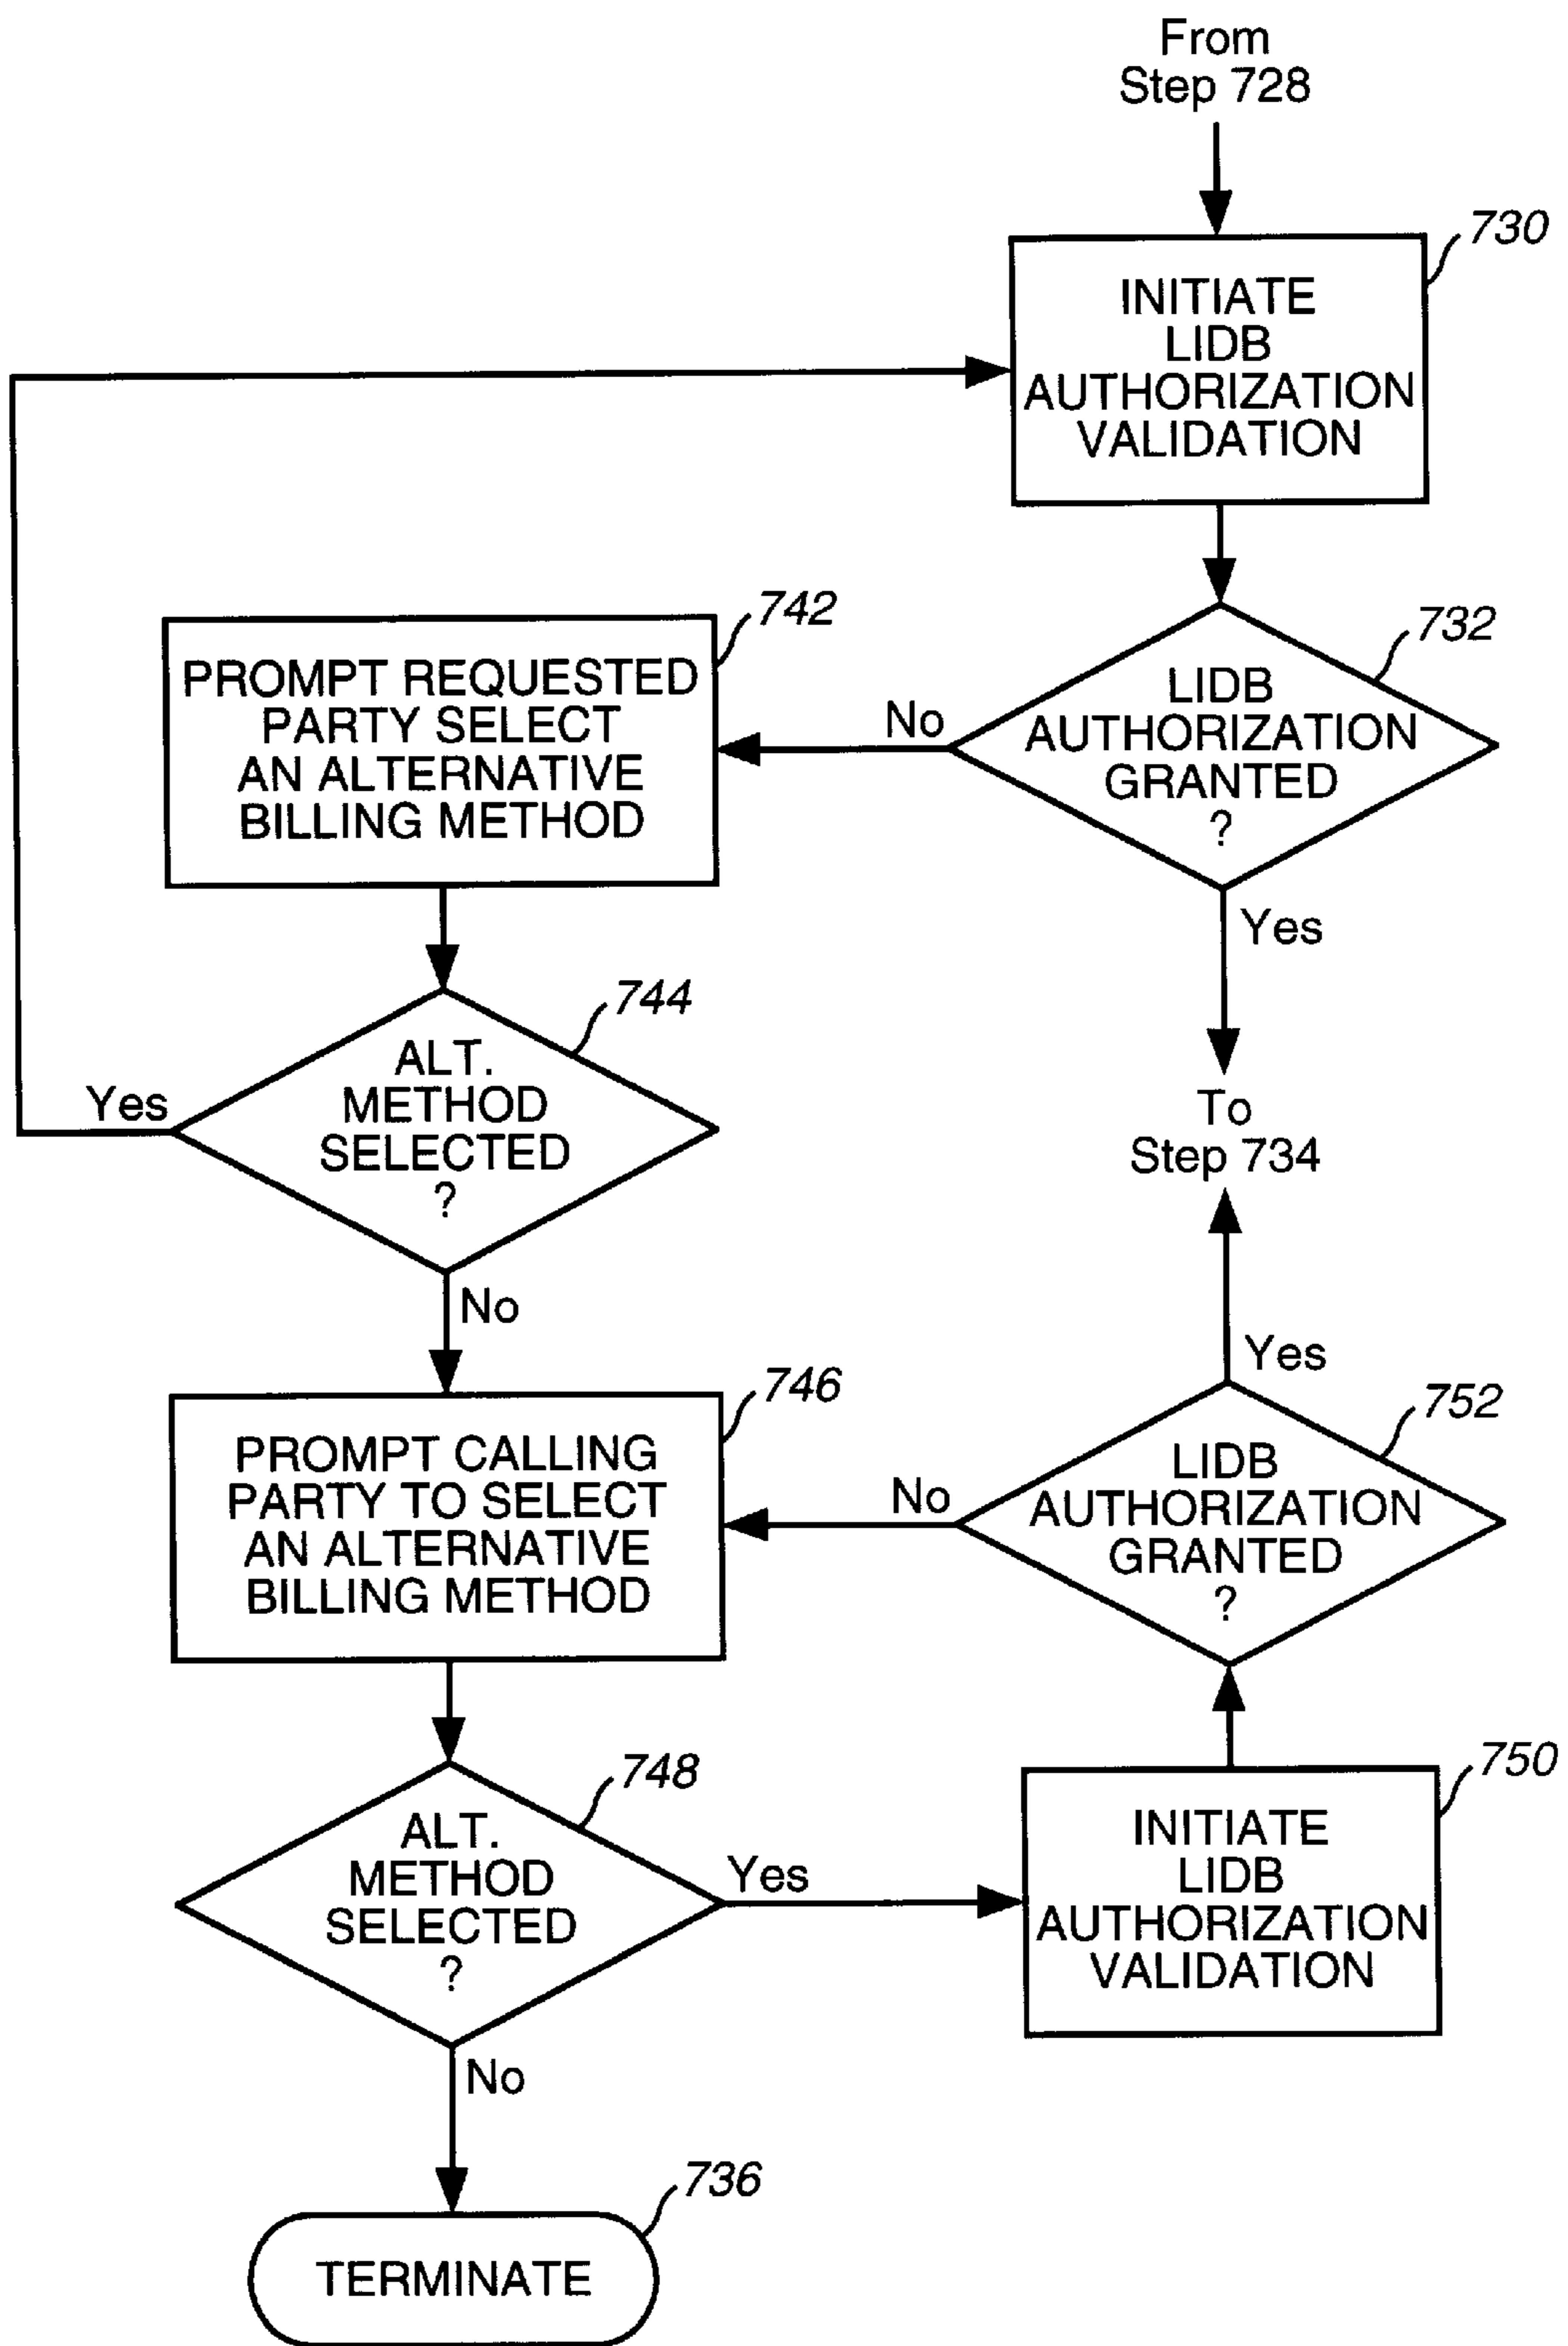 From
Step 728
730
INITIATE
LIDB
AUTHORIZATION
VALIDATION
742
PROMPT REQUESTED
PARTY SELECT
AN ALTERNATIVE
BILLING METHOD
732
LIDB
AUTHORIZATION
GRANTED
?
No
Yes
744
ALT.
METHOD
SELECTED
?
Yes
To
Step 734
No
746
PROMPT CALLING
PARTY TO SELECT
AN ALTERNATIVE
BILLING METHOD
Yes
752
LIDB
AUTHORIZATION
GRANTED
?
No
748
ALT.
METHOD
SELECTED
?
Yes
750
INITIATE
LIDB
AUTHORIZATION
VALIDATION
No
736
TERMINATE